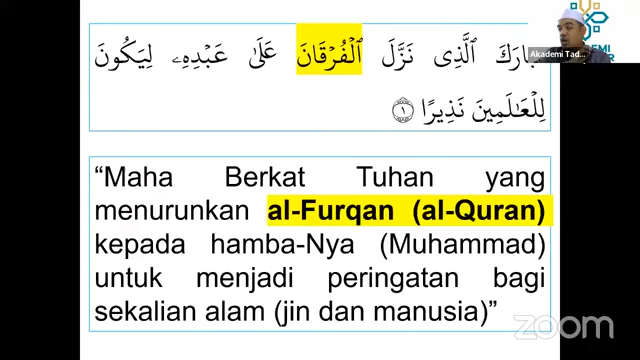 تَبَارَكَ ٱلَّذِى نَزَّلَ ٱلْفُرْقَانَ عَلَىٰ عَبْدِهِۦ لِيَكُونَ
لِلْعَـٰلَمِينَ نَذِيرًا ١
Akademi Tad...
“Maha Berkat Tuhan yang
menurunkan al-Furqan (al-Quran)
kepada hamba-Nya (Muhammad)
untuk menjadi peringatan bagi
sekalian alam (jin dan manusia)”
zoom